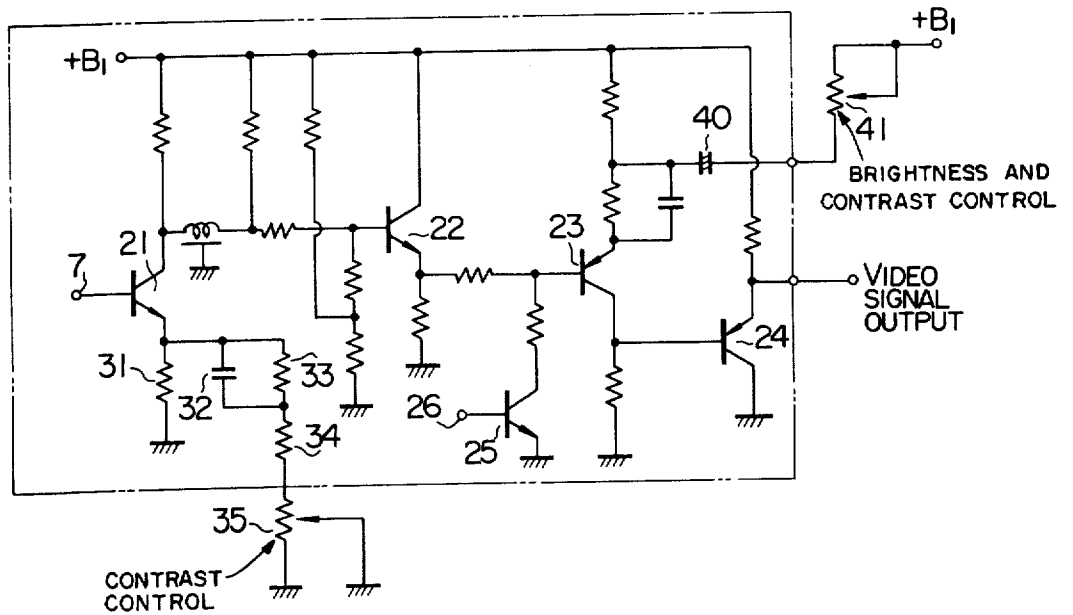 +B₁
+B₁
40
41
BRIGHTNESS AND
CONTRAST CONTROL
21
7
22
23
VIDEO
SIGNAL
OUTPUT
24
31
32
33
34
26
25
35
CONTRAST
CONTROL